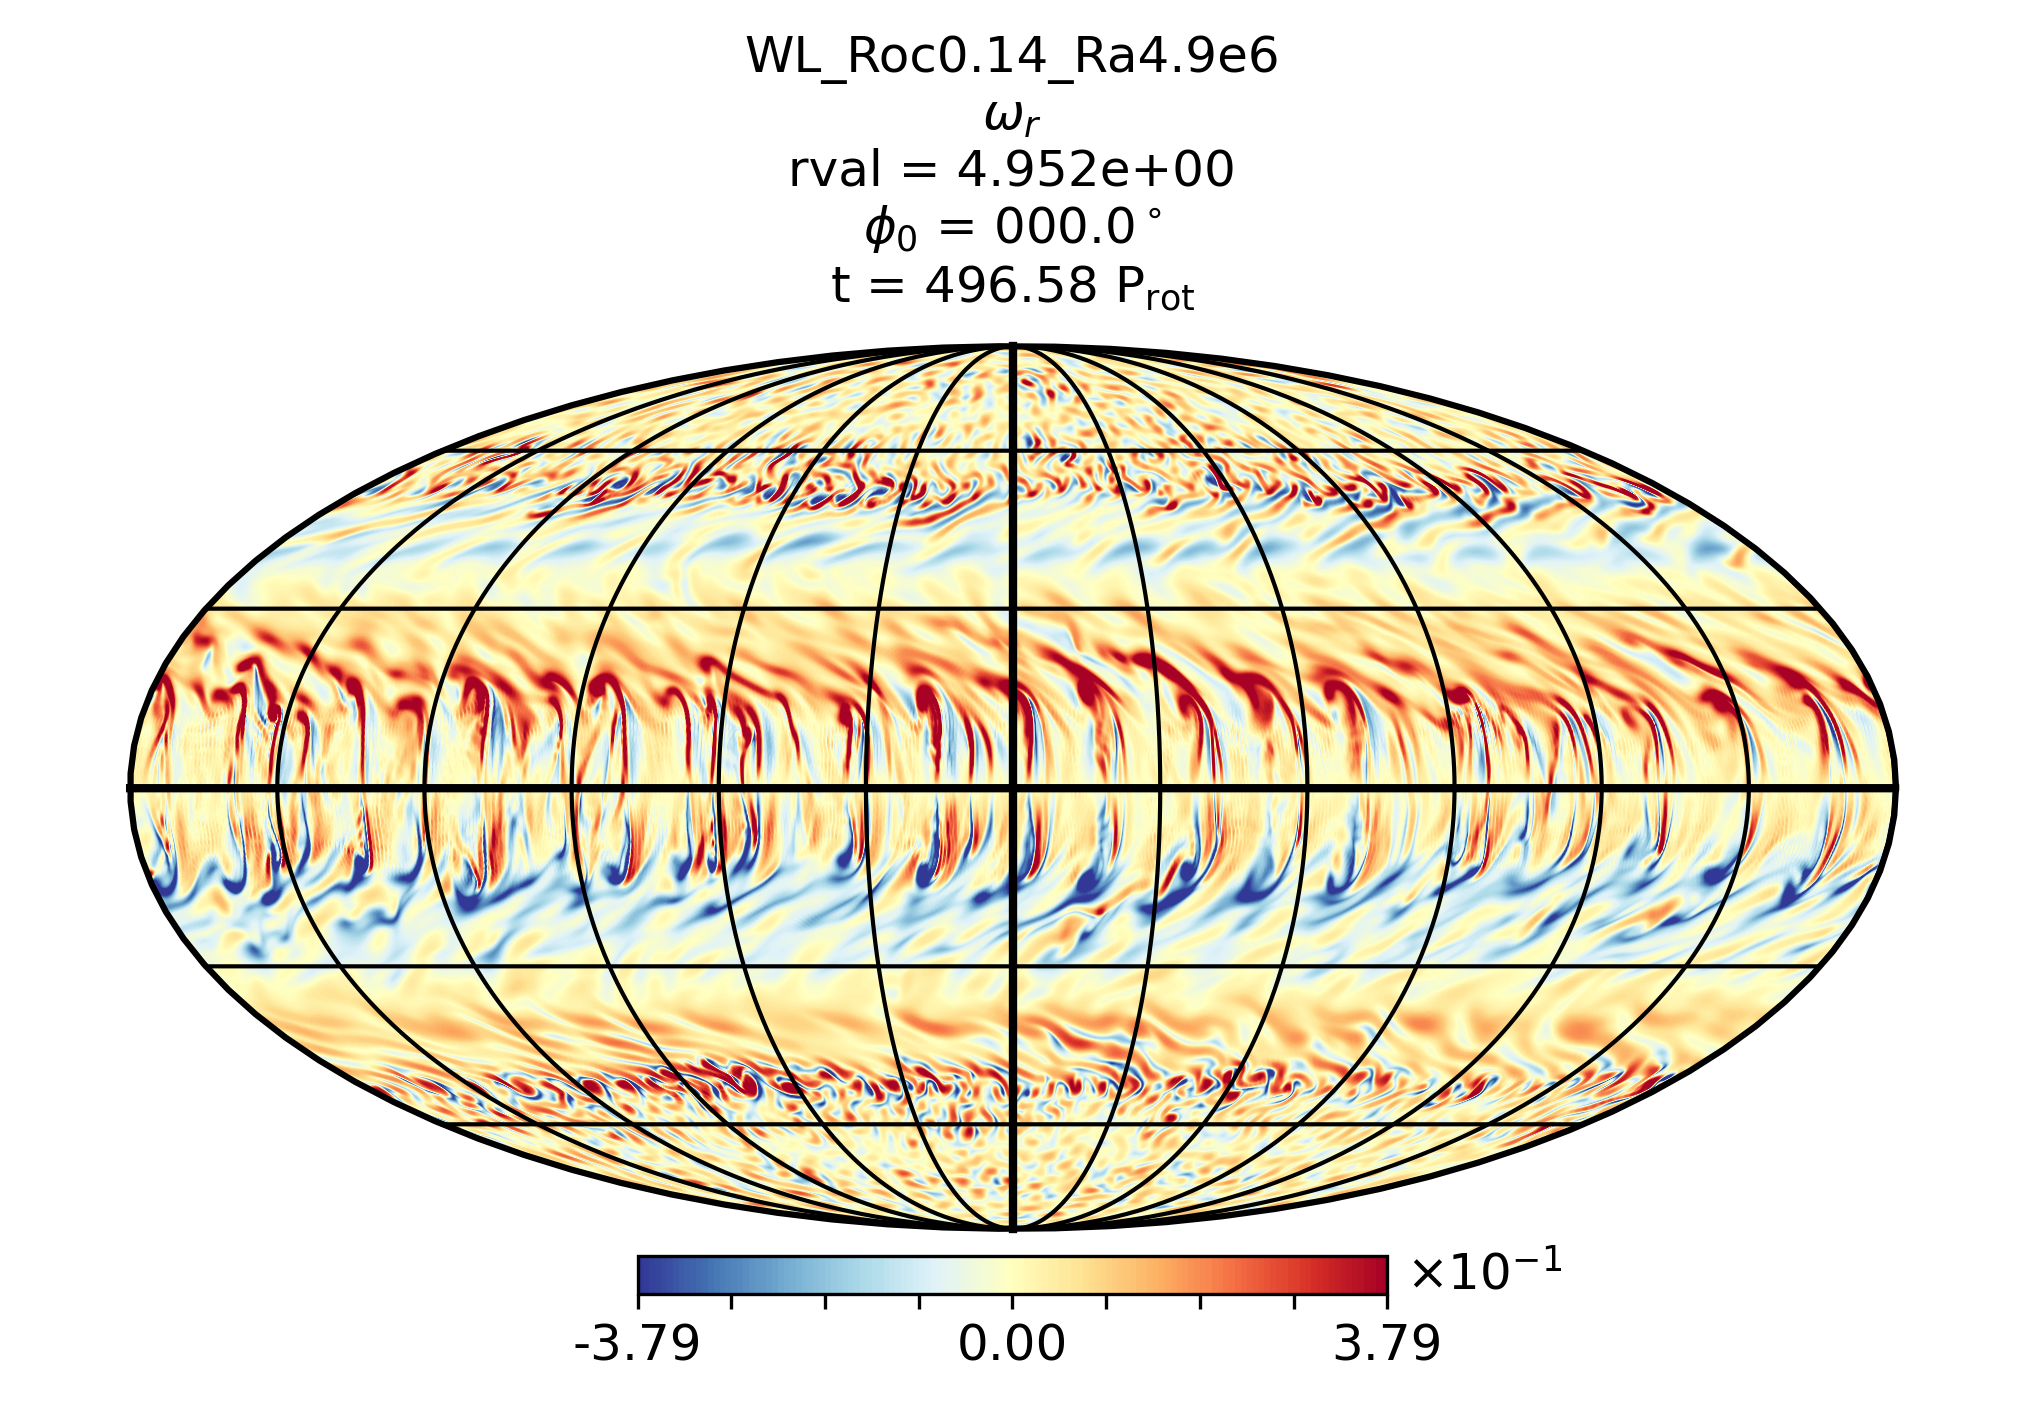 WL_Roc0.14_Ra4.9e6
ω_r
rval = 4.952e+00
ϕ_0 = 000.0°
t = 496.58 P_rot
×10⁻¹
-3.79 0.00 3.79